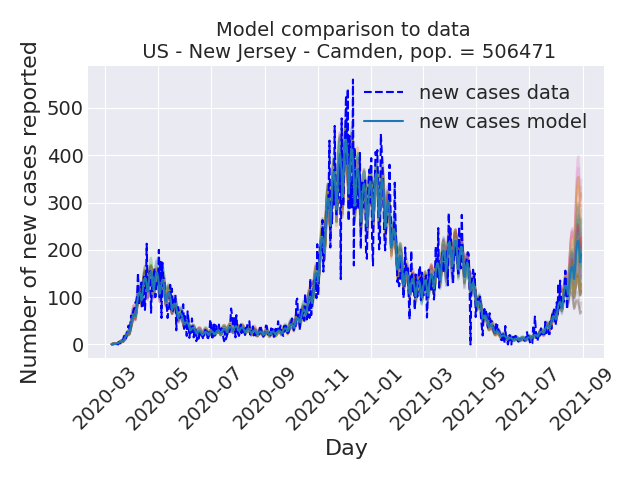 Model comparison to data
US - New Jersey - Camden, pop. = 506471
Number of new cases reported
500
400
300
200
100
0
new cases data
new cases model
2020-03
2020-05
2020-07
2020-09
2020-11
2021-01
2021-03
2021-05
2021-07
2021-09
Day